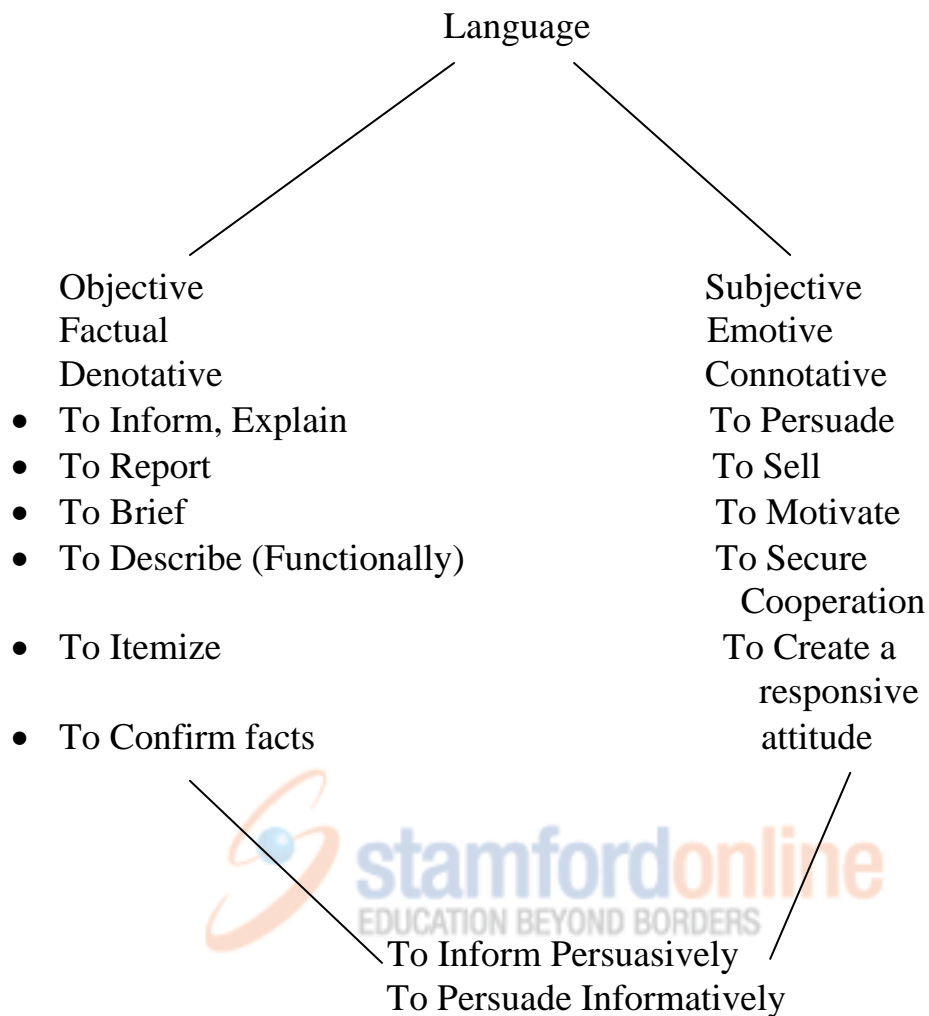 Language
Objective
Factual
Denotative
• To Inform, Explain
• To Report
• To Brief
• To Describe (Functionally)
• To Itemize
• To Confirm facts
Subjective
Emotive
Connotative
To Persuade
To Sell
To Motivate
To Secure
Cooperation
To Create a
responsive
attitude
stamfordonline
EDUCATION BEYOND BORDERS
To Inform Persuasively
To Persuade Informatively